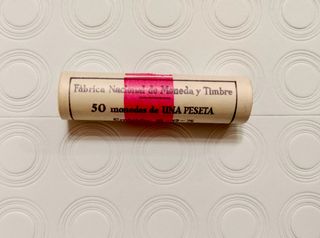 Fábrica Nacional de Moneda y Timbre
50 monedas de UNA PESETA